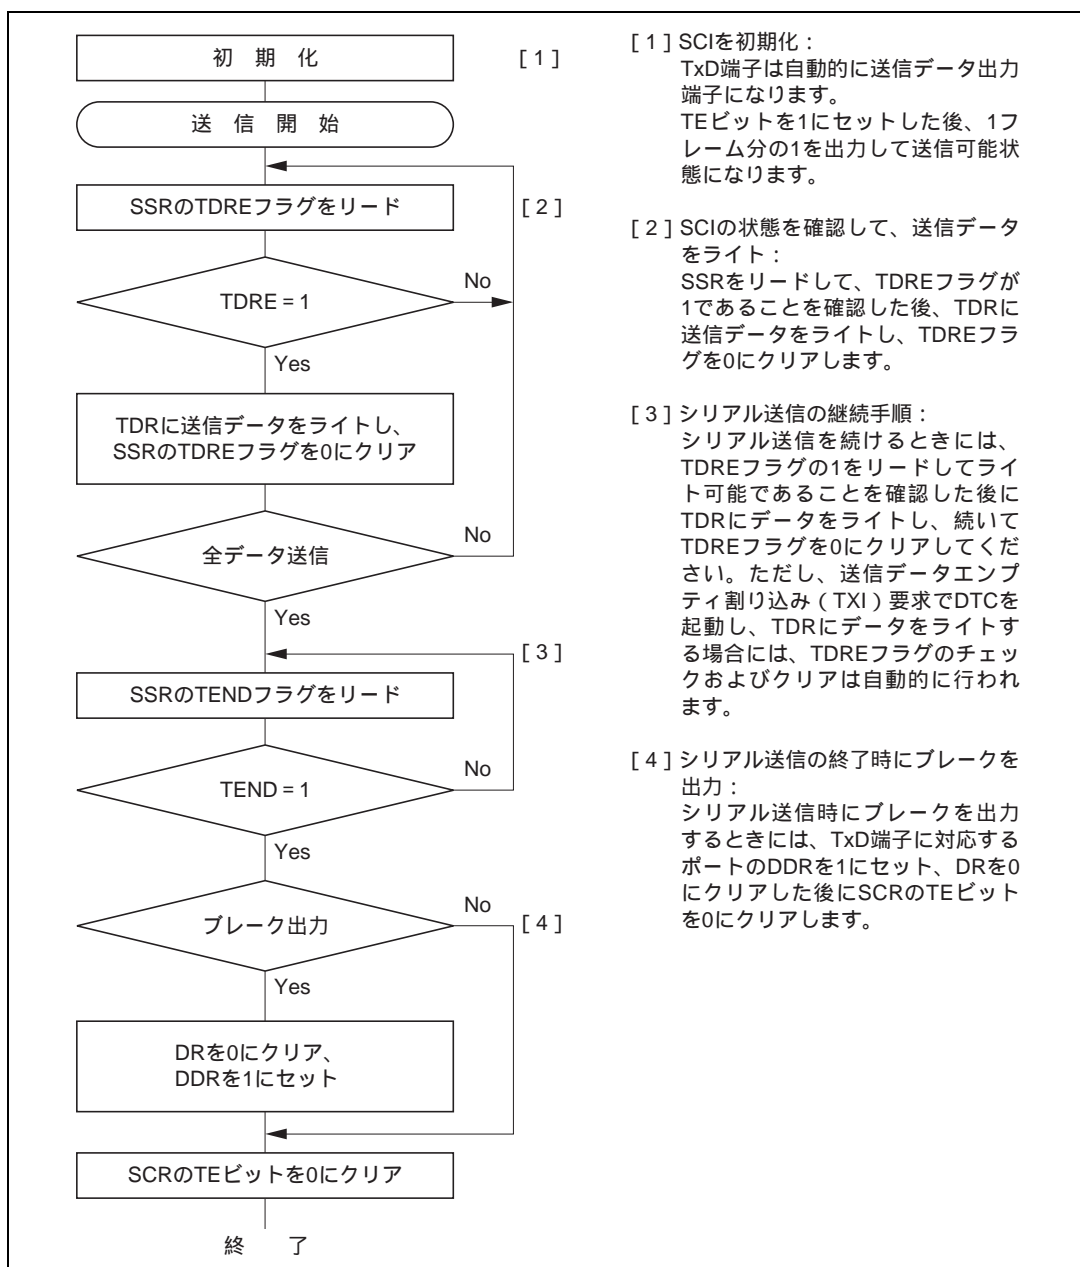 初 期 化 [ 1 ]
送 信 開 始
SSRのTDREフラグをリード [ 2 ]
TDRE = 1
No
Yes
TDRに送信データをライトし、
SSRのTDREフラグを0にクリア
全データ送信
No
Yes
[ 3 ]
SSRのTENDフラグをリード
TEND = 1
No
Yes
ブレーク出力
No
[ 4 ]
Yes
DRを0にクリア、
DDRを1にセット
SCRのTEビットを0にクリア
終 了
[ 1 ] SCIを初期化：
TxD端子は自動的に送信データ出力
端子になります。
TEビットを1にセットした後、1フ
レーム分の1を出力して送信可能状
態になります。
[ 2 ] SCIの状態を確認して、送信データ
をライト：
SSRをリードして、TDREフラグが
1であることを確認した後、TDRに
送信データをライトし、TDREフラ
グを0にクリアします。
[ 3 ] シリアル送信の継続手順：
シリアル送信を続けるときには、
TDREフラグの1をリードしてライ
ト可能であることを確認した後に
TDRにデータをライトし、続いて
TDREフラグを0にクリアしてくだ
さい。ただし、送信データエンプ
ティ割り込み（TXI）要求でDTCを
起動し、TDRにデータをライトす
る場合には、TDREフラグのチェッ
クおよびクリアは自動的に行われ
ます。
[ 4 ] シリアル送信の終了時にブレークを
出力：
シリアル送信時にブレークを出力
するときには、TxD端子に対応する
ポートのDDRを1にセット、DRを0
にクリアした後にSCRのTEビット
を0にクリアします。